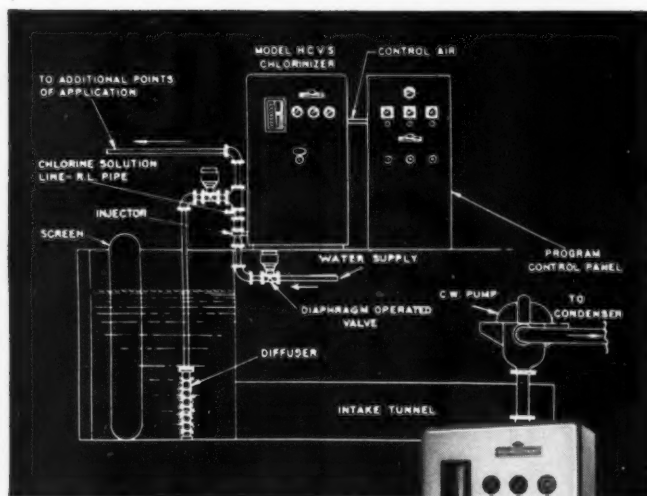 MODEL H C V S
CHLORINIZER
CONTROL AIR
TO ADDITIONAL POINTS
OF APPLICATION
CHLORINE SOLUTION
LINE-R.L. PIPE
INJECTOR
SCREEN
WATER SUPPLY
PROGRAM
CONTROL PANEL
DIAPHRAGM OPERATED
VALVE
C.W. PUMP
TO
CONDENSER
DIFFUSER
INTAKE TUNNEL